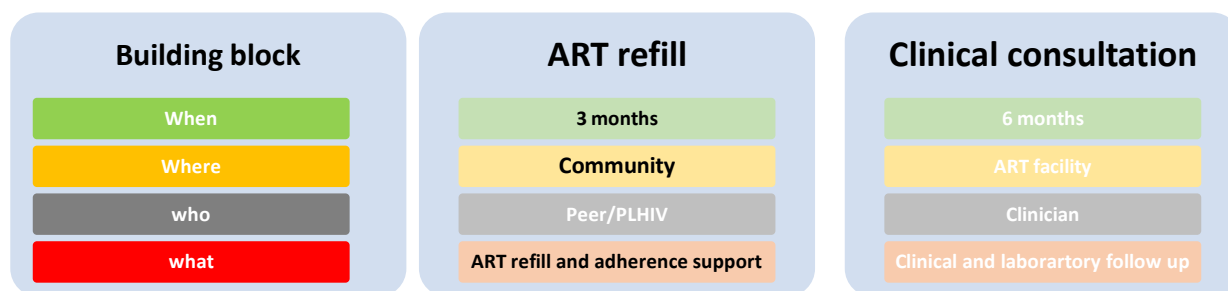 Building block
When
Where
who
what
ART refill
3 months
Community
Peer/PLHIV
ART refill and adherence support
Clinical consultation
6 months
ART facility
Clinician
Clinical and laborartory follow up